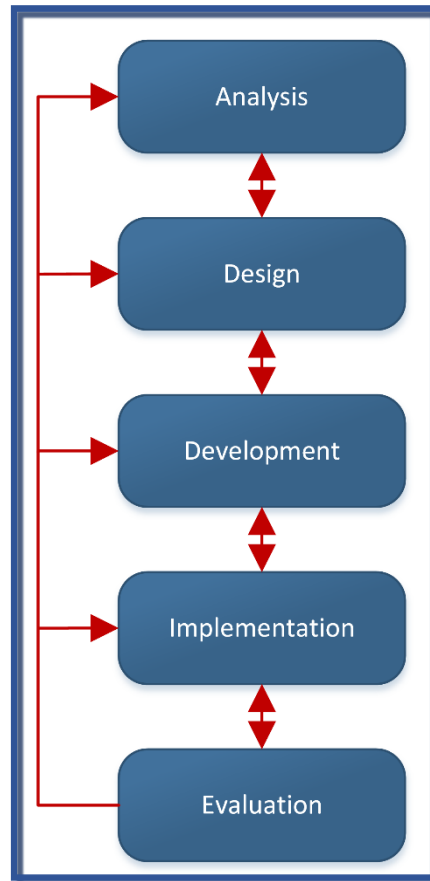 Analysis
Design
Development
Implementation
Evaluation